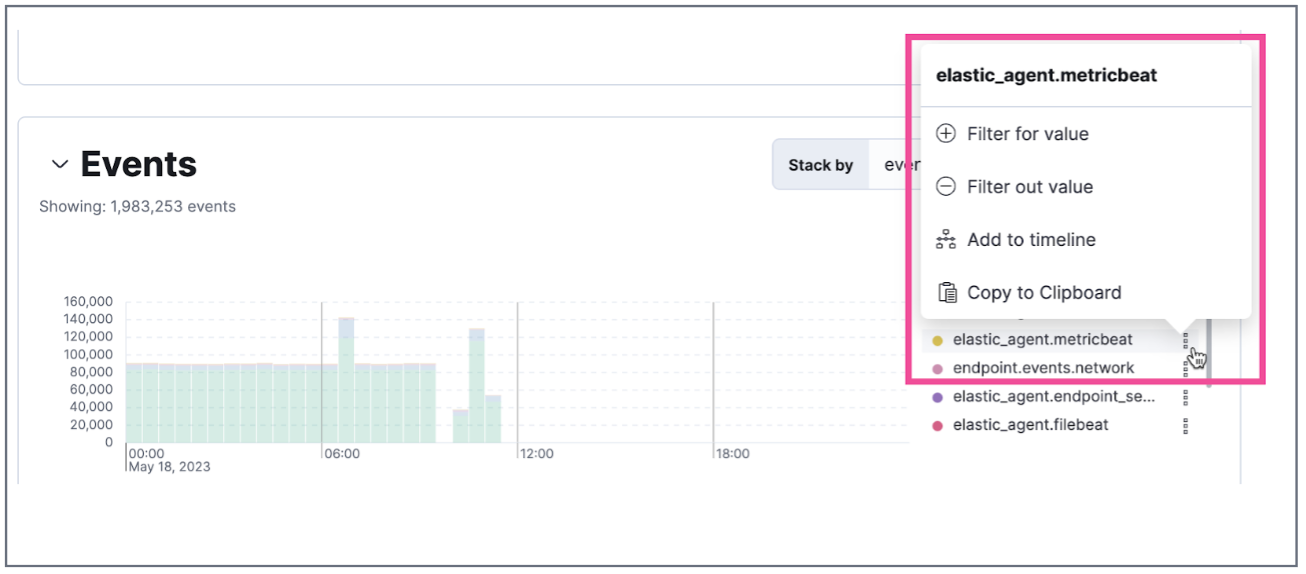 elastic_agent.metricbeat
Filter for value
Filter out value
Add to timeline
Copy to Clipboard
Events
Stack by
Showing: 1,983,253 events
160,000
140,000
120,000
100,000
80,000
60,000
40,000
20,000
0
00:00
May 18, 2023
06:00
12:00
18:00
elastic_agent.metricbeat
endpoint.events.network
elastic_agent.endpoint_se...
elastic_agent.filebeat